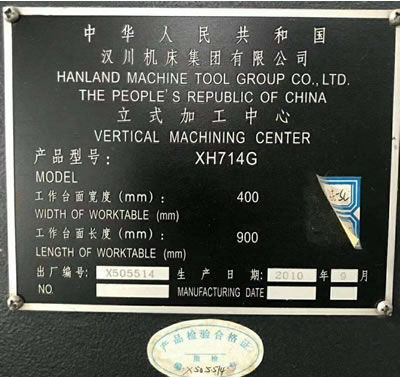 中华人民共和国
汉川机床集团有限公司
HANLAND MACHINE TOOL GROUP CO.,LTD.
THE PEOPLE'S REPUBLIC OF CHINA
立式加工中心
VERTICAL MACHINING CENTER
产品型号： XH714G
MODEL
工作台面宽度 (mm)： 400
WIDTH OF WORKTABLE (mm)
工作台面长度 (mm)： 900
LENGTH OF WORKTABLE (mm)
出厂编号: X505514 生产日期: 2010 年 9 月
NO. MANUFACTURING DATE
产品检验合格证
X505514